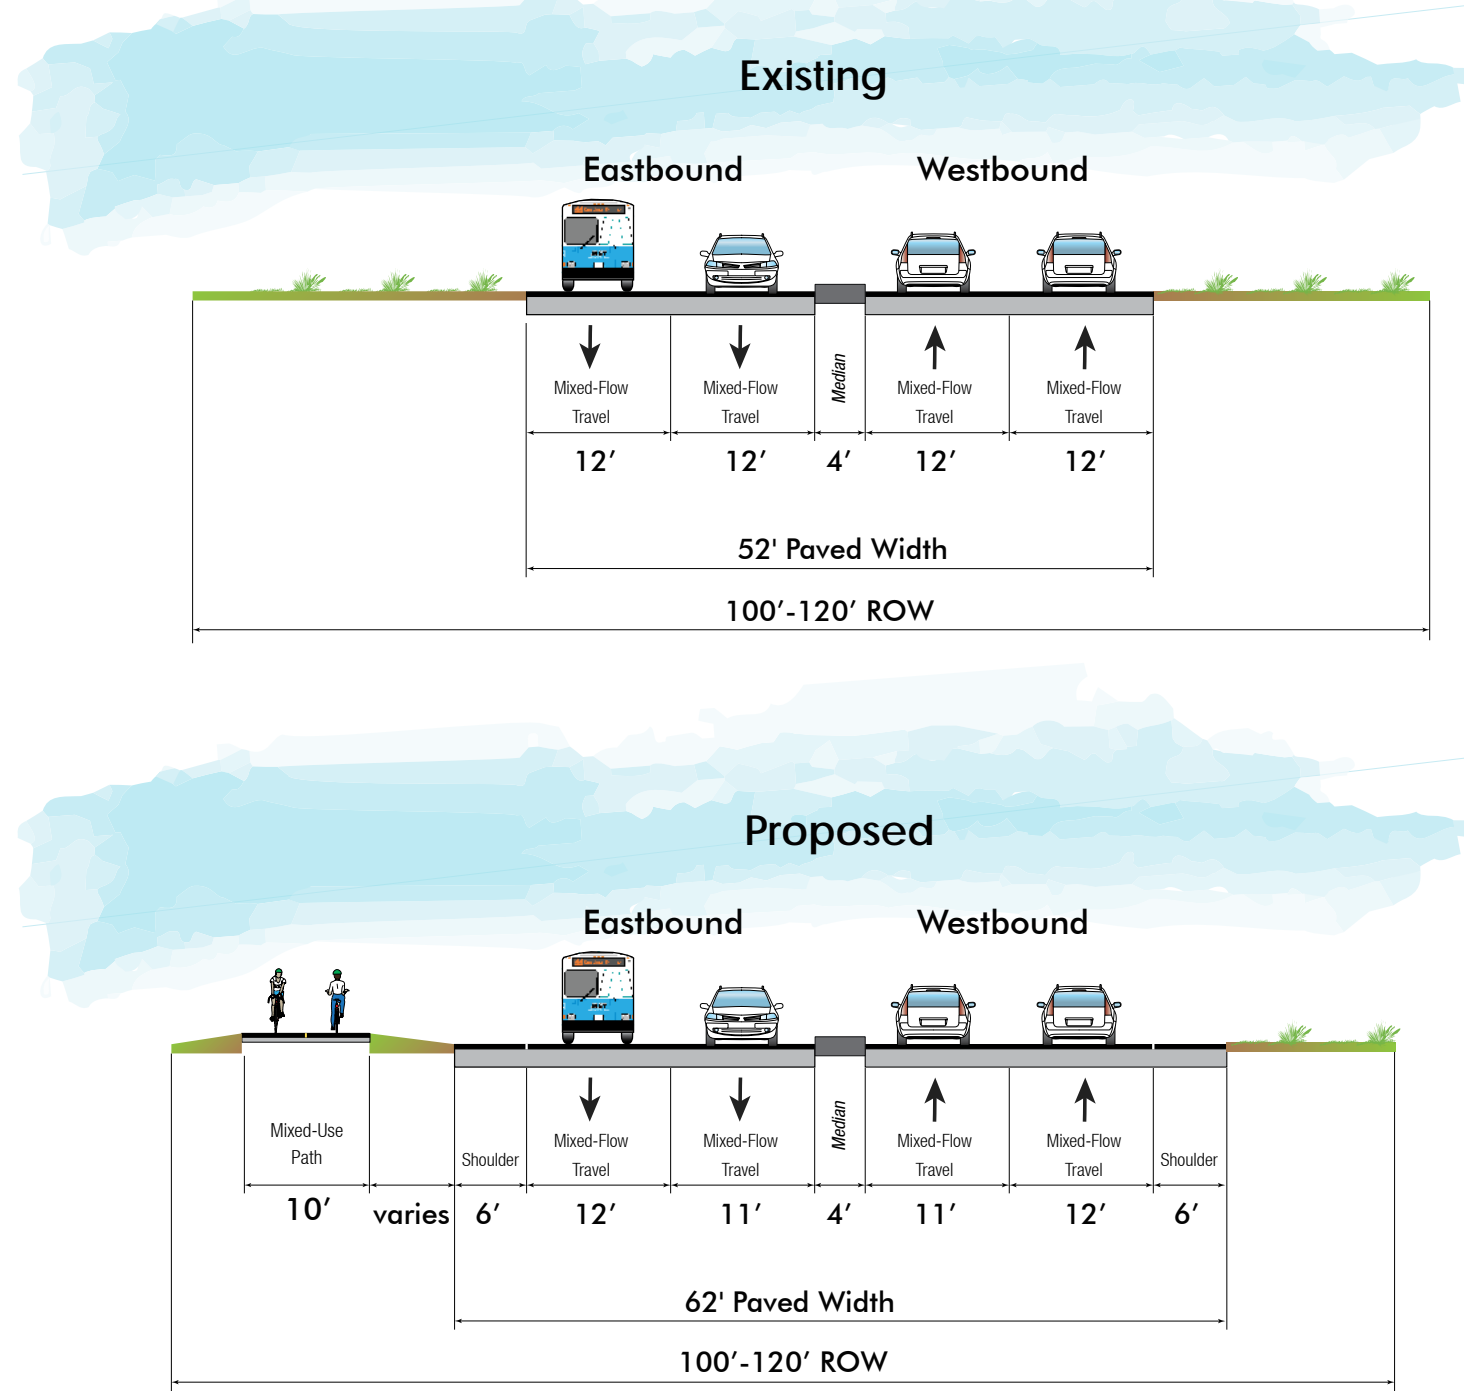 Existing
Eastbound Westbound
Mixed-Flow Travel Mixed-Flow Travel Median Mixed-Flow Travel Mixed-Flow Travel
12’ 12’ 4’ 12’ 12’
52' Paved Width
100’-120’ ROW
Proposed
Eastbound Westbound
Mixed-Use Path Shoulder Mixed-Flow Travel Mixed-Flow Travel Median Mixed-Flow Travel Mixed-Flow Travel Shoulder
10’ varies 6’ 12’ 11’ 4’ 11’ 12’ 6’
62' Paved Width
100’-120’ ROW